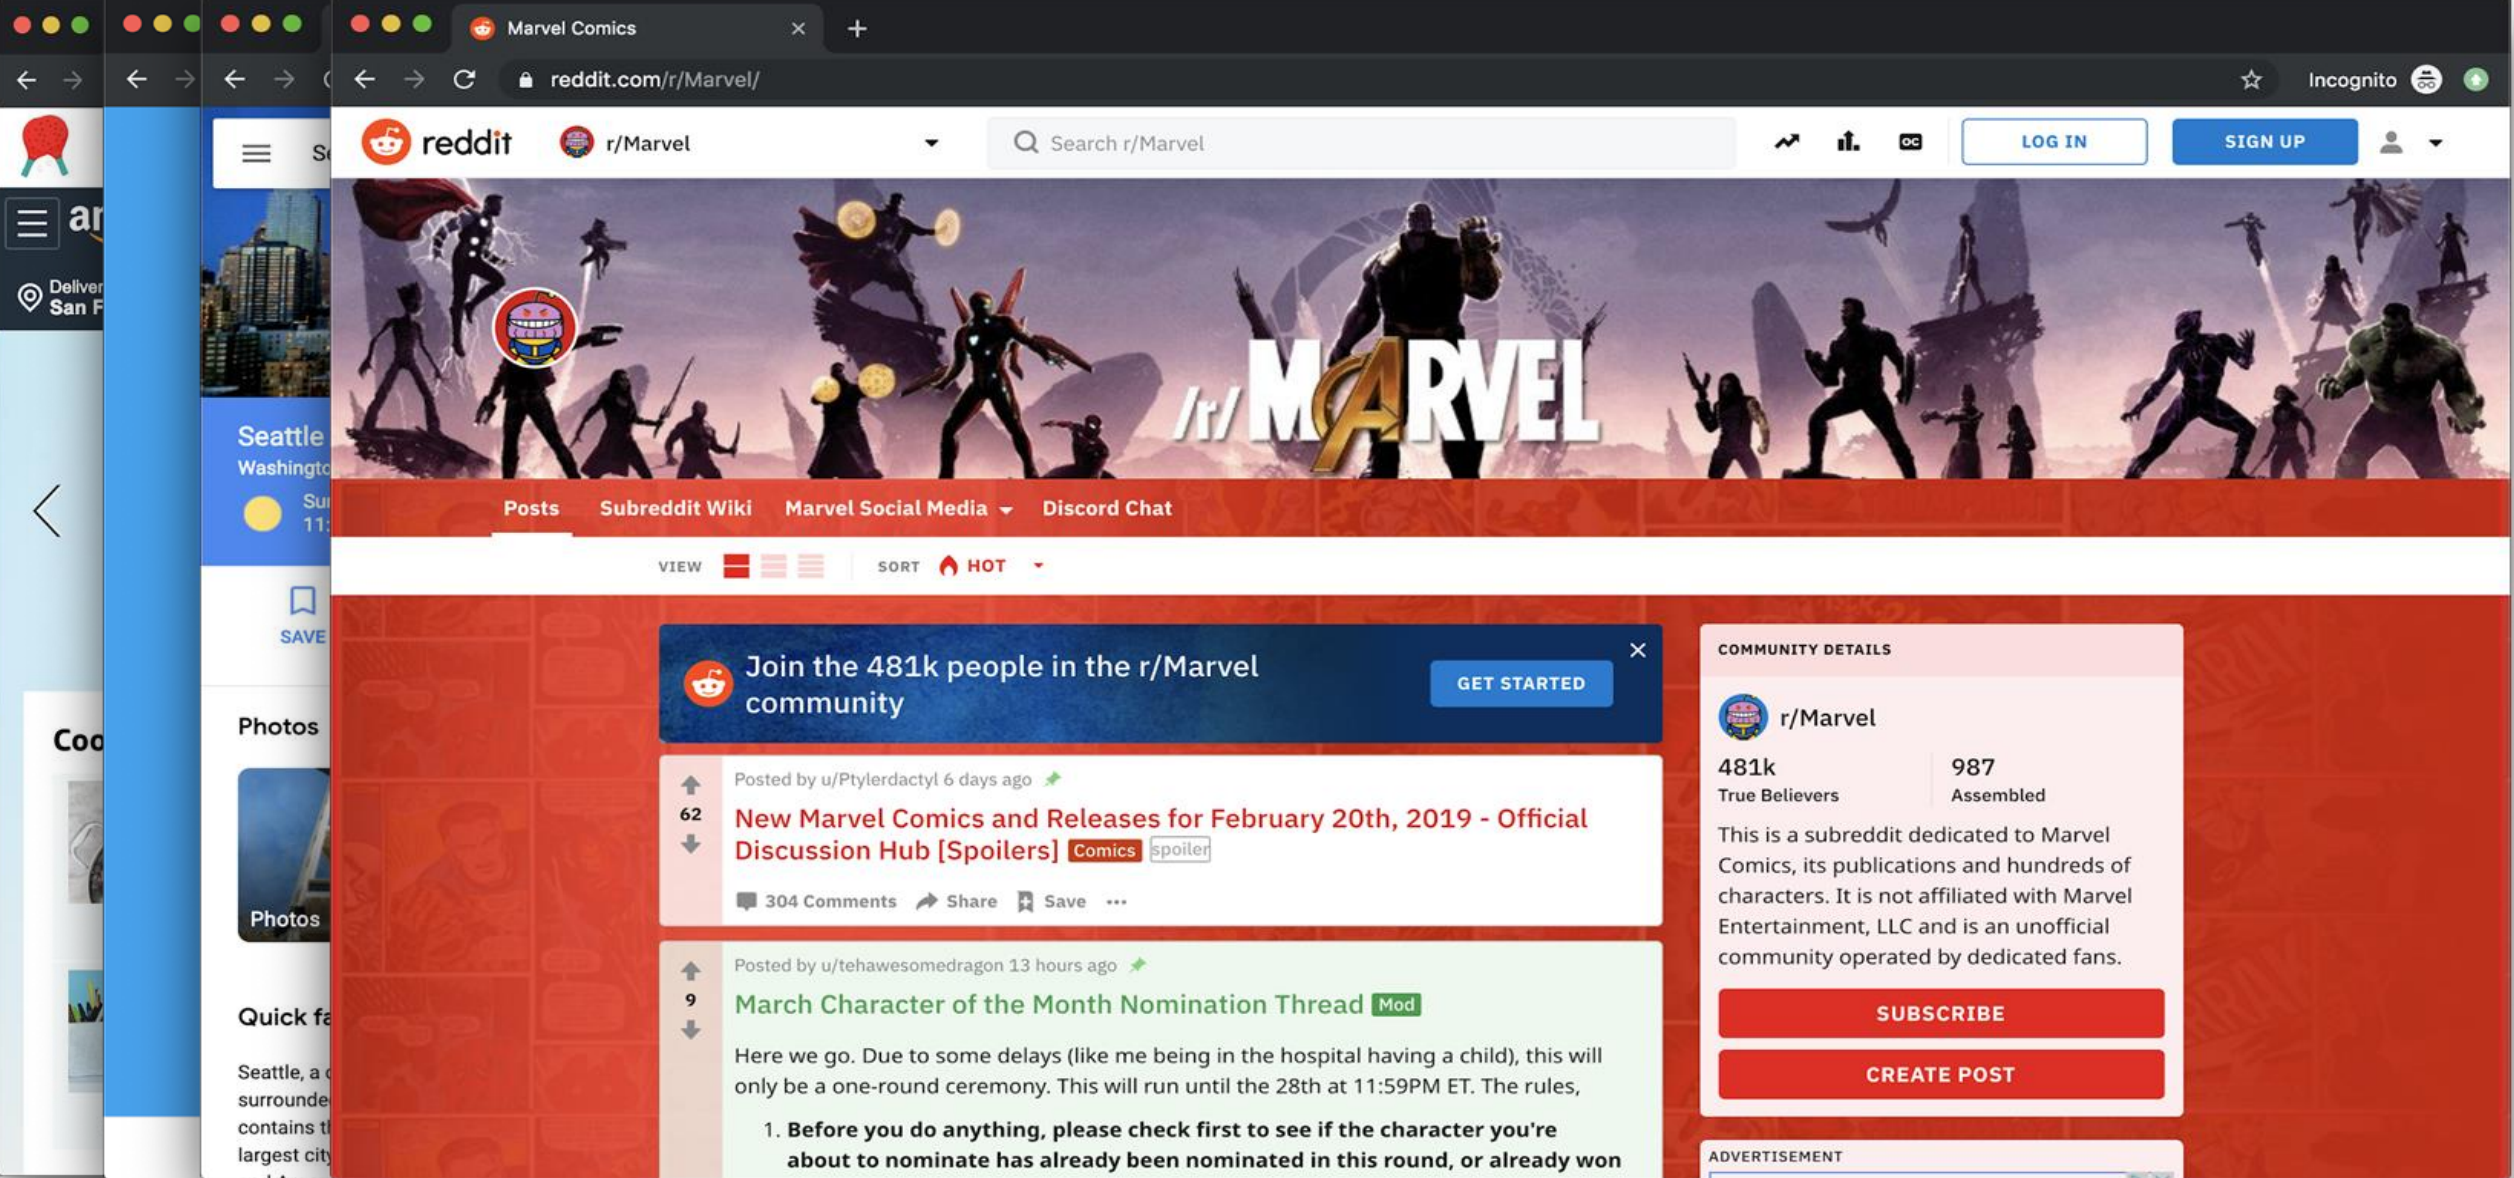 Marvel Comics
reddit.com/r/Marvel/
Incognito
reddit
r/Marvel
Search r/Marvel
OC
LOG IN
SIGN UP
Deliver
San F
/r/MARVEL
Seattle
Washingto
Sun
11:
SAVE
Photos
Photos
Quick fa
Seattle, a c
surrounde
contains th
largest city
Coo
Posts
Subreddit Wiki
Marvel Social Media
Discord Chat
VIEW
SORT
HOT
Join the 481k people in the r/Marvel
community
GET STARTED
Posted by u/Ptylerdactyl 6 days ago
62
New Marvel Comics and Releases for February 20th, 2019 - Official
Discussion Hub [Spoilers] Comics spoiler
304 Comments Share Save
Posted by u/tehawesomedragon 13 hours ago
9
March Character of the Month Nomination Thread Mod
Here we go. Due to some delays (like me being in the hospital having a child), this will
only be a one-round ceremony. This will run until the 28th at 11:59PM ET. The rules,
1. Before you do anything, please check first to see if the character you're
about to nominate has already been nominated in this round, or already won
COMMUNITY DETAILS
r/Marvel
481k
True Believers
987
Assembled
This is a subreddit dedicated to Marvel
Comics, its publications and hundreds of
characters. It is not affiliated with Marvel
Entertainment, LLC and is an unofficial
community operated by dedicated fans.
SUBSCRIBE
CREATE POST
ADVERTISEMENT